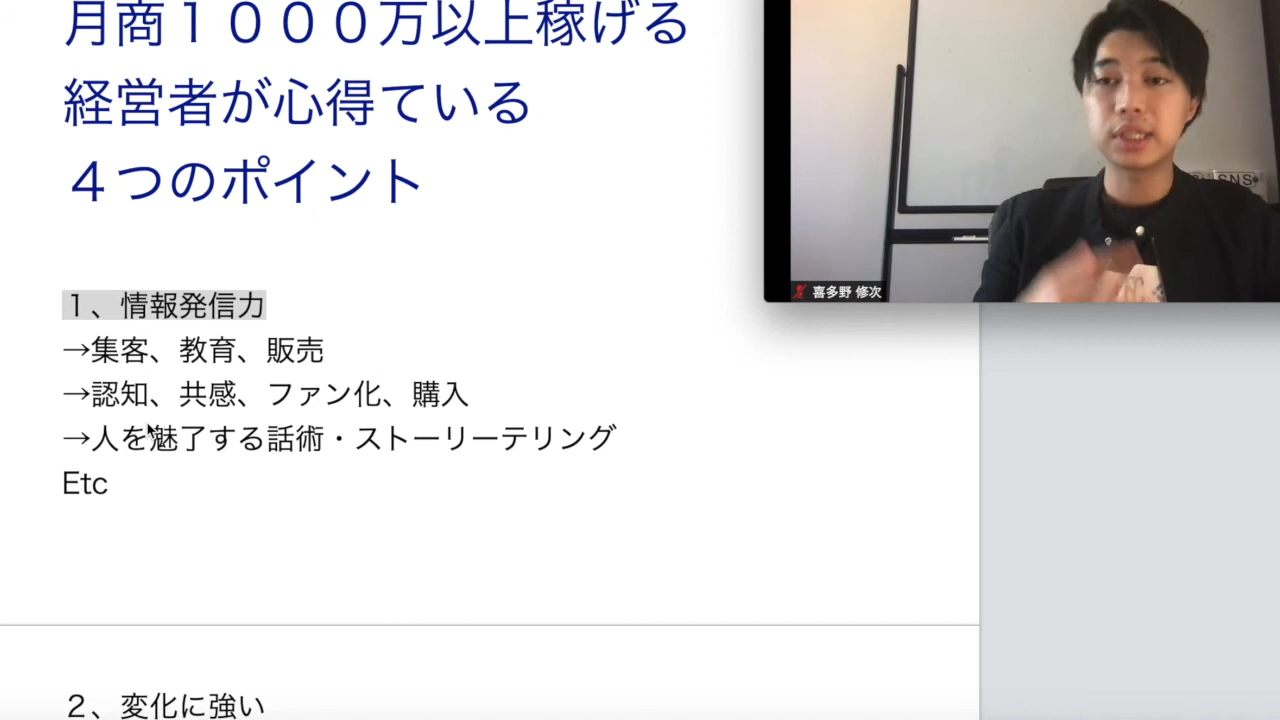 月商１０００万以上稼げる
経営者が心得ている
４つのポイント
１、情報発信力
→集客、教育、販売
→認知、共感、ファン化、購入
→人を魅了する話術・ストーリーテリング
Etc
２、変化に強い
喜多野 修次
SNS